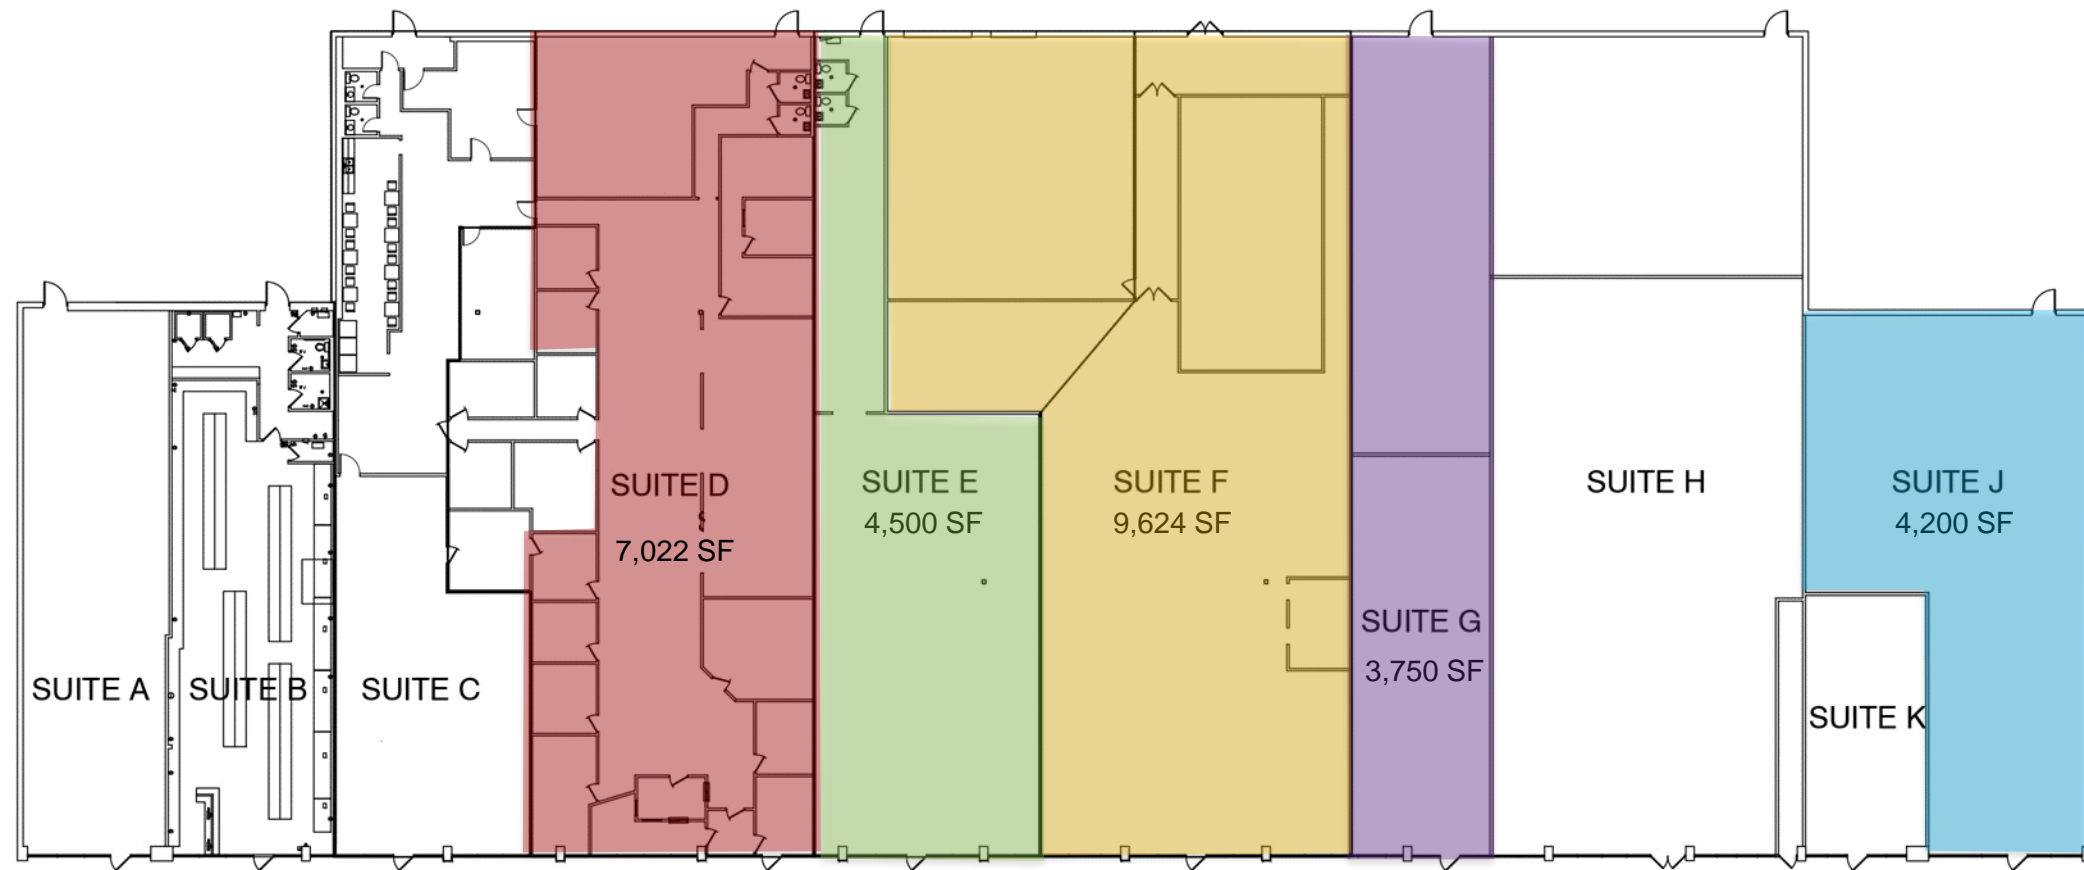 SUITE A
SUITE B
SUITE C
SUITE D
7,022 SF
SUITE E
4,500 SF
SUITE F
9,624 SF
SUITE G
3,750 SF
SUITE H
SUITE J
4,200 SF
SUITE K